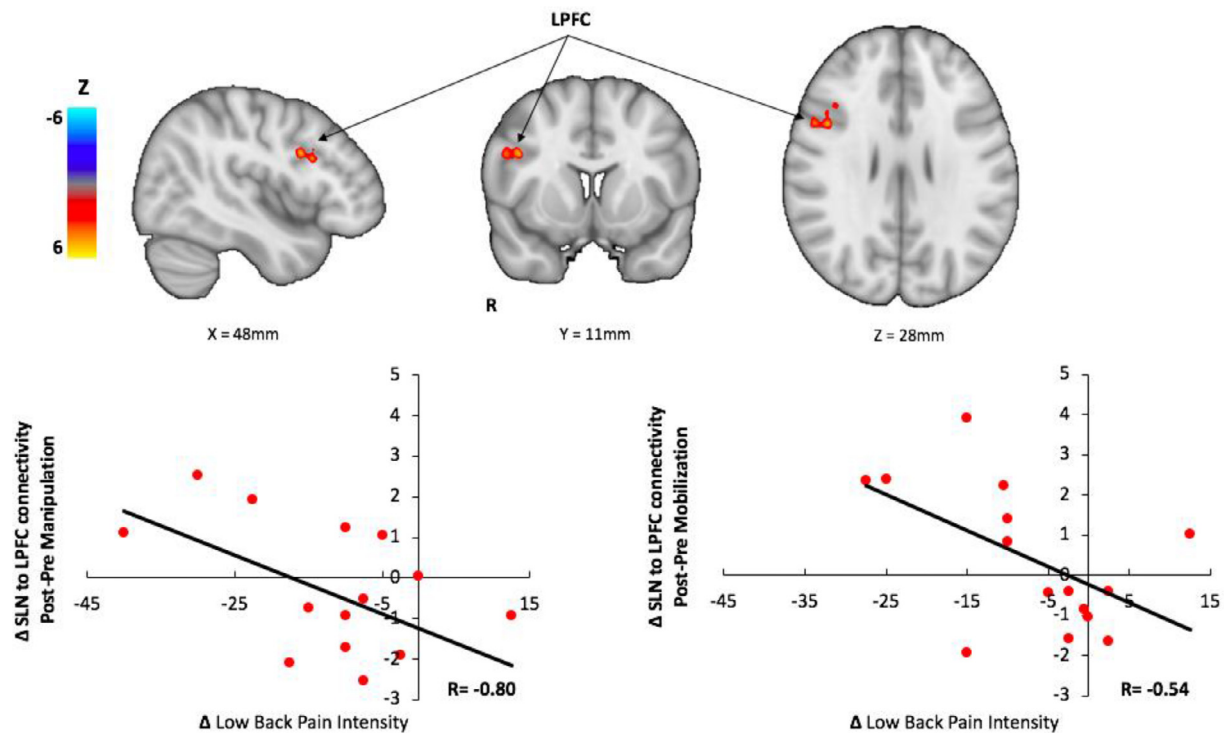 LPFC
Z
-6
6
R
X = 48mm
Y = 11mm
Z = 28mm
Δ SLN to LPFC connectivity
Post-Pre Manipulation
5
4
3
2
1
0
-1
-2
-3
-45
-25
-5
15
R= -0.80
Δ Low Back Pain Intensity
Δ SLN to LPFC connectivity
Post-Pre Mobilization
5
4
3
2
1
0
-1
-2
-3
-45
-35
-25
-15
-5
5
15
R= -0.54
Δ Low Back Pain Intensity